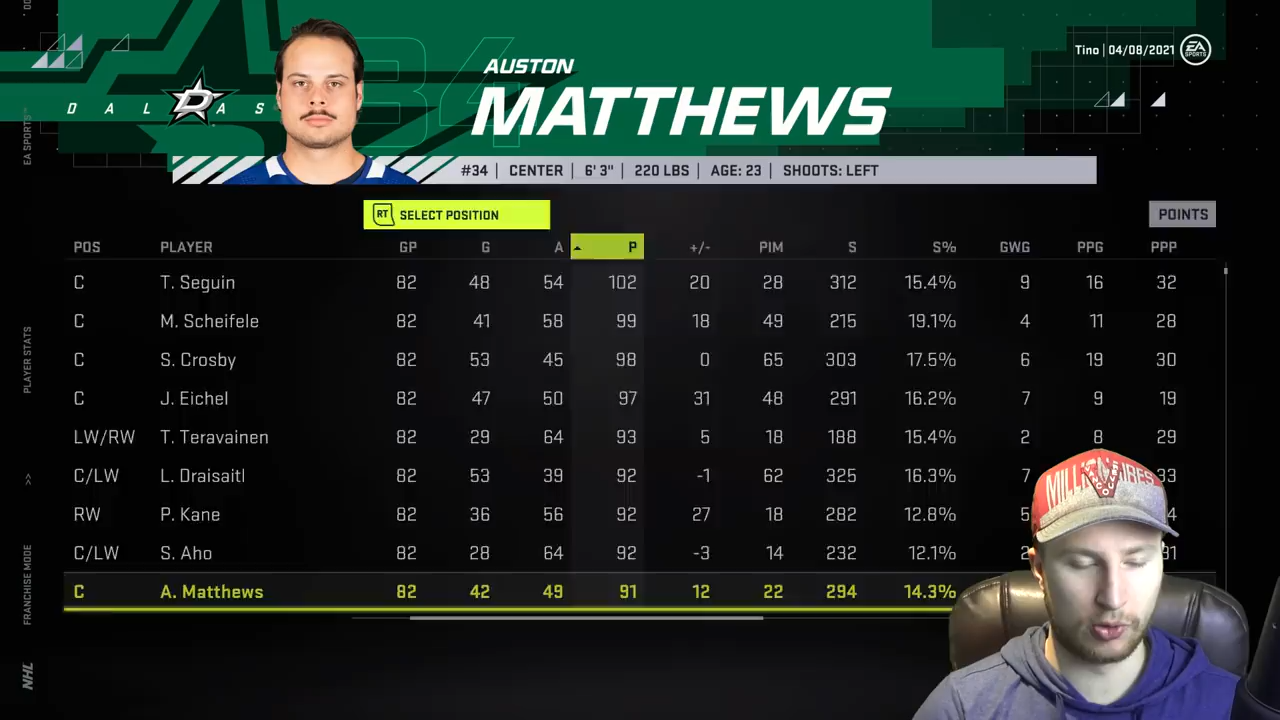 AUSTON
MATTHEWS
DALLAS
Tino | 04/08/2021
EA SPORTS
#34 | CENTER | 6' 3" | 220 LBS | AGE: 23 | SHOOTS: LEFT
RT SELECT POSITION
POINTS
POS PLAYER GP G A P +/- PIM S S% GWG PPG PPP
C T. Seguin 82 48 54 102 20 28 312 15.4% 9 16 32
C M. Scheifele 82 41 58 99 18 49 215 19.1% 4 11 28
C S. Crosby 82 53 45 98 0 65 303 17.5% 6 19 30
C J. Eichel 82 47 50 97 31 48 291 16.2% 7 9 19
LW/RW T. Teravainen 82 29 64 93 5 18 188 15.4% 2 8 29
C/LW L. Draisaitl 82 53 39 92 -1 62 325 16.3% 7 33
RW P. Kane 82 36 56 92 27 18 282 12.8% 5
C/LW S. Aho 82 28 64 92 -3 14 232 12.1%
C A. Matthews 82 42 49 91 12 22 294 14.3%
NHL FRANCHISE MODE >> PLAYER STATS EA SPORTS™
MILLIONAIRES
VANCOUVER